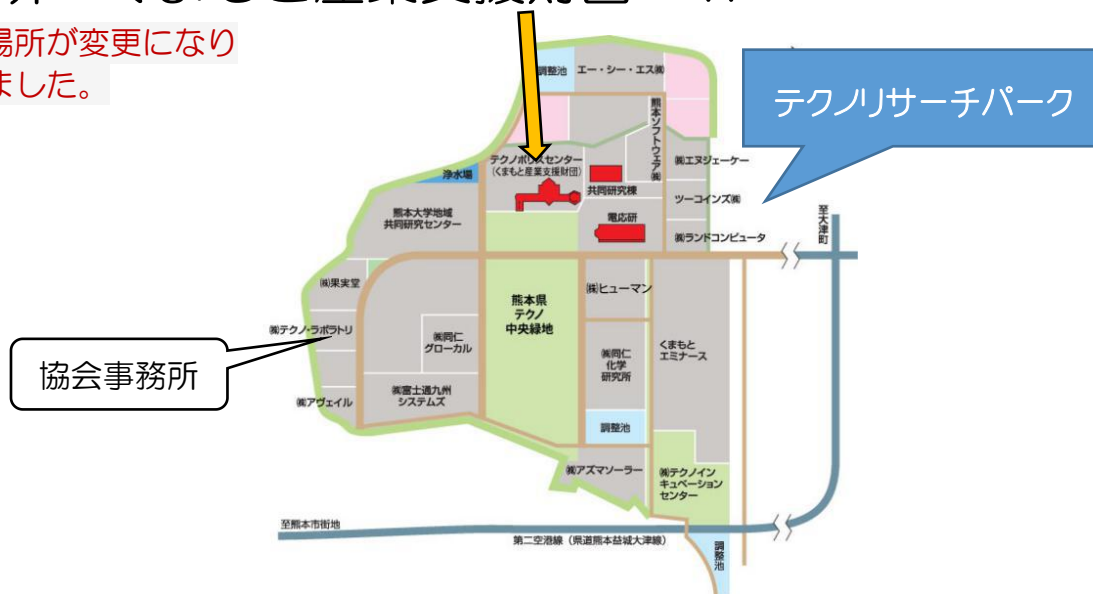 くまもと産業支援財団
場所が変更になり
ました。
テクノリサーチパーク
調整池
エー・シー・エス㈱
熊本ソフトウェア㈱
テクノポリスセンター
(くまもと産業支援財団)
浄水場
共同研究棟
㈱エヌジェーケー
ツーコインズ㈱
熊本大学地域
共同研究センター
電応研
㈱ランドコンピュータ
至大津町
㈱果実堂
㈱ヒューマン
熊本県
テクノ
中央緑地
㈱テクノ・ラボラトリ
㈱同仁
グローカル
㈱同仁
化学
研究所
くまもと
エミナース
協会事務所
㈱アヴェイル
㈱富士通九州
システムズ
調整池
㈱アズマソーラー
㈱テクノイン
キュベーション
センター
至熊本市街地
第二空港線（県道熊本益城大津線）
調整池